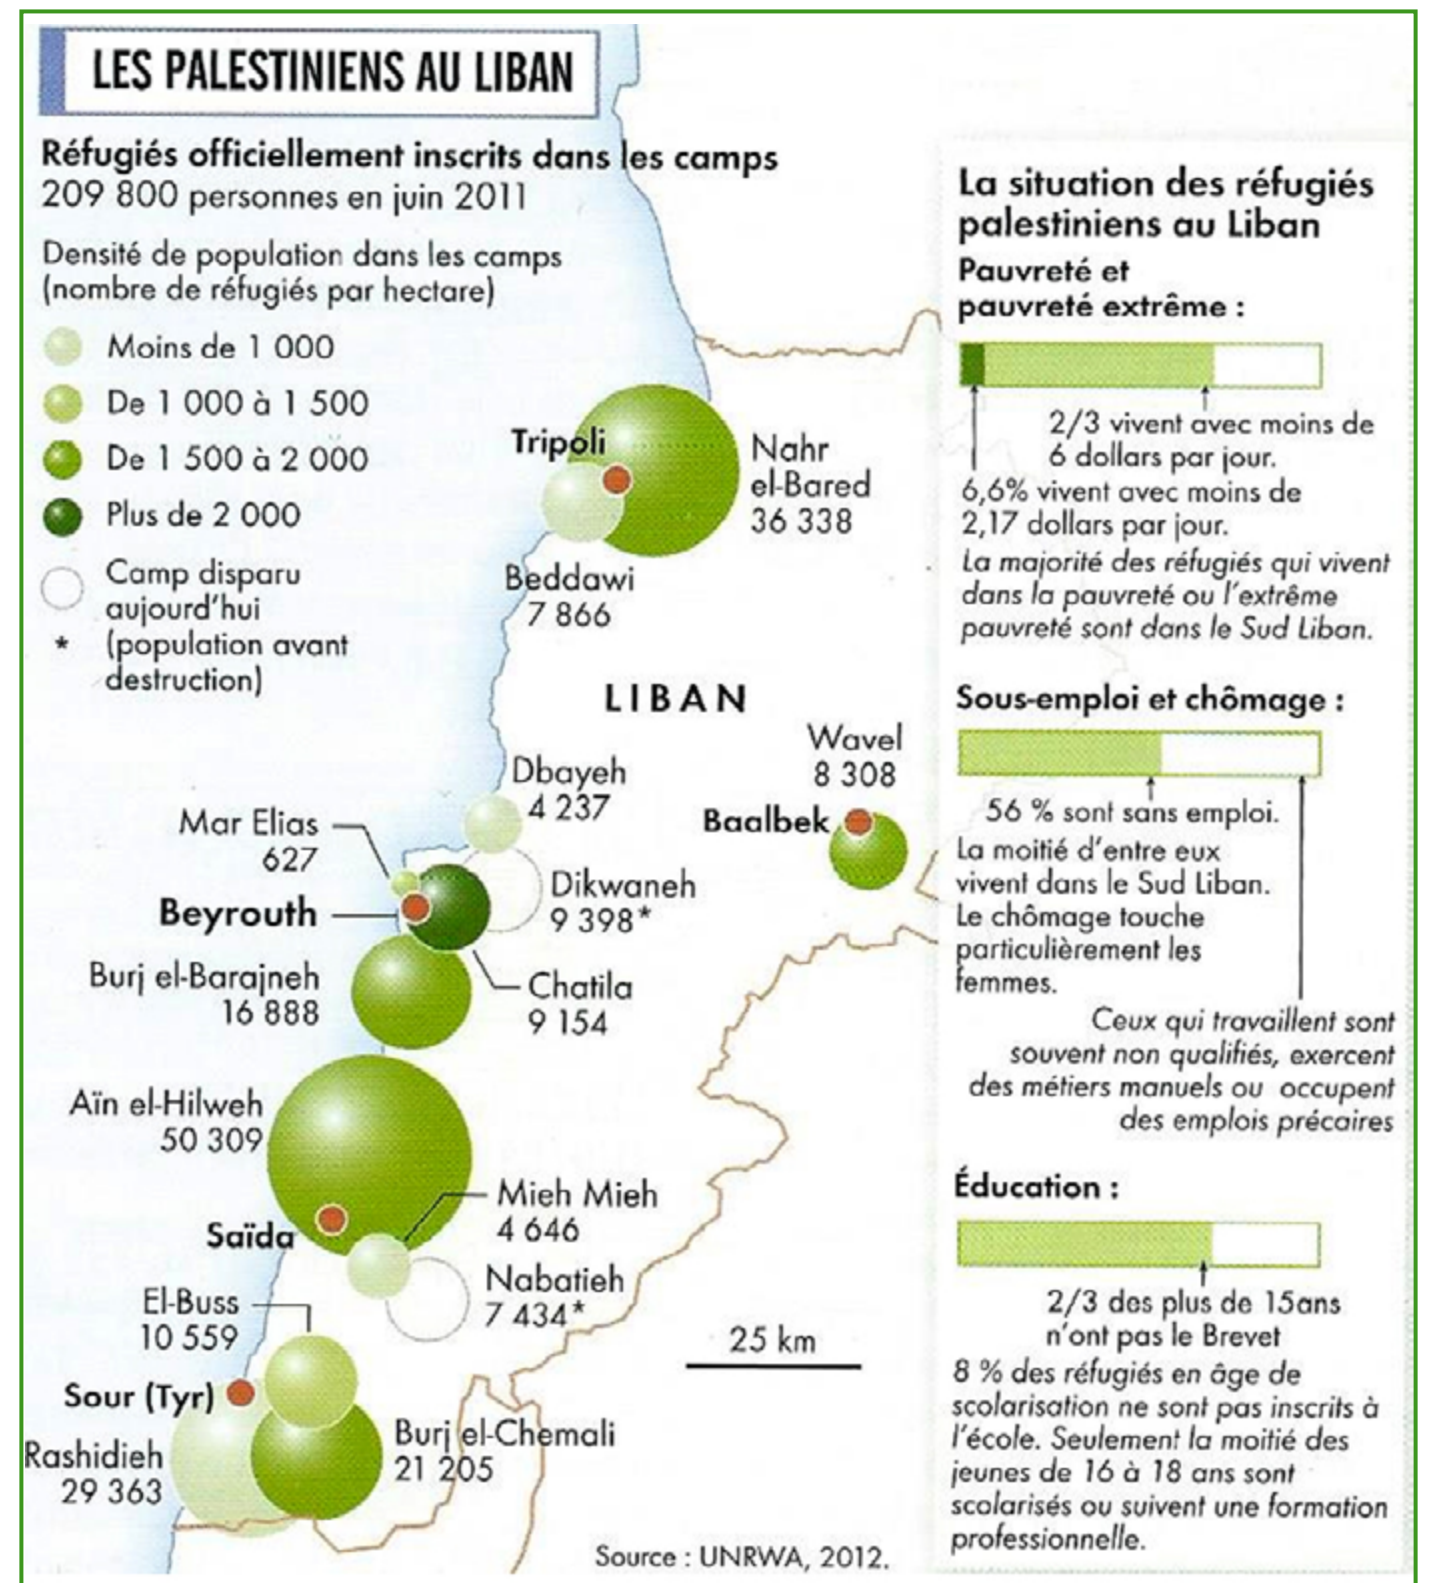 LES PALESTINIENS AU LIBAN
Réfugiés officiellement inscrits dans les camps
209 800 personnes en juin 2011
Densité de population dans les camps
(nombre de réfugiés par hectare)
Moins de 1 000
De 1 000 à 1 500
De 1 500 à 2 000
Plus de 2 000
Camp disparu
aujourd'hui
* (population avant
destruction)
Tripoli
Nahr
el-Bared
36 338
Beddawi
7 866
LIBAN
Wavel
8 308
Baalbek
Dbayeh
4 237
Mar Elias
627
Dikwaneh
9 398*
Beyrouth
Burj el-Barajneh
16 888
Chatila
9 154
Aïn el-Hilweh
50 309
Mieh Mieh
4 646
Saïda
Nabatieh
7 434*
El-Buss
10 559
25 km
Sour (Tyr)
Burj el-Chemali
21 205
Rashidieh
29 363
Source : UNRWA, 2012.
La situation des réfugiés
palestiniens au Liban
Pauvreté et
pauvreté extrême :
2/3 vivent avec moins de
6 dollars par jour.
6,6% vivent avec moins de
2,17 dollars par jour.
La majorité des réfugiés qui vivent
dans la pauvreté ou l'extrême
pauvreté sont dans le Sud Liban.
Sous-emploi et chômage :
56 % sont sans emploi.
La moitié d'entre eux
vivent dans le Sud Liban.
Le chômage touche
particulièrement les
femmes.
Ceux qui travaillent sont
souvent non qualifiés, exercent
des métiers manuels ou occupent
des emplois précaires
Éducation :
2/3 des plus de 15ans
n'ont pas le Brevet
8 % des réfugiés en âge de
scolarisation ne sont pas inscrits à
l'école. Seulement la moitié des
jeunes de 16 à 18 ans sont
scolarisés ou suivent une formation
professionnelle.